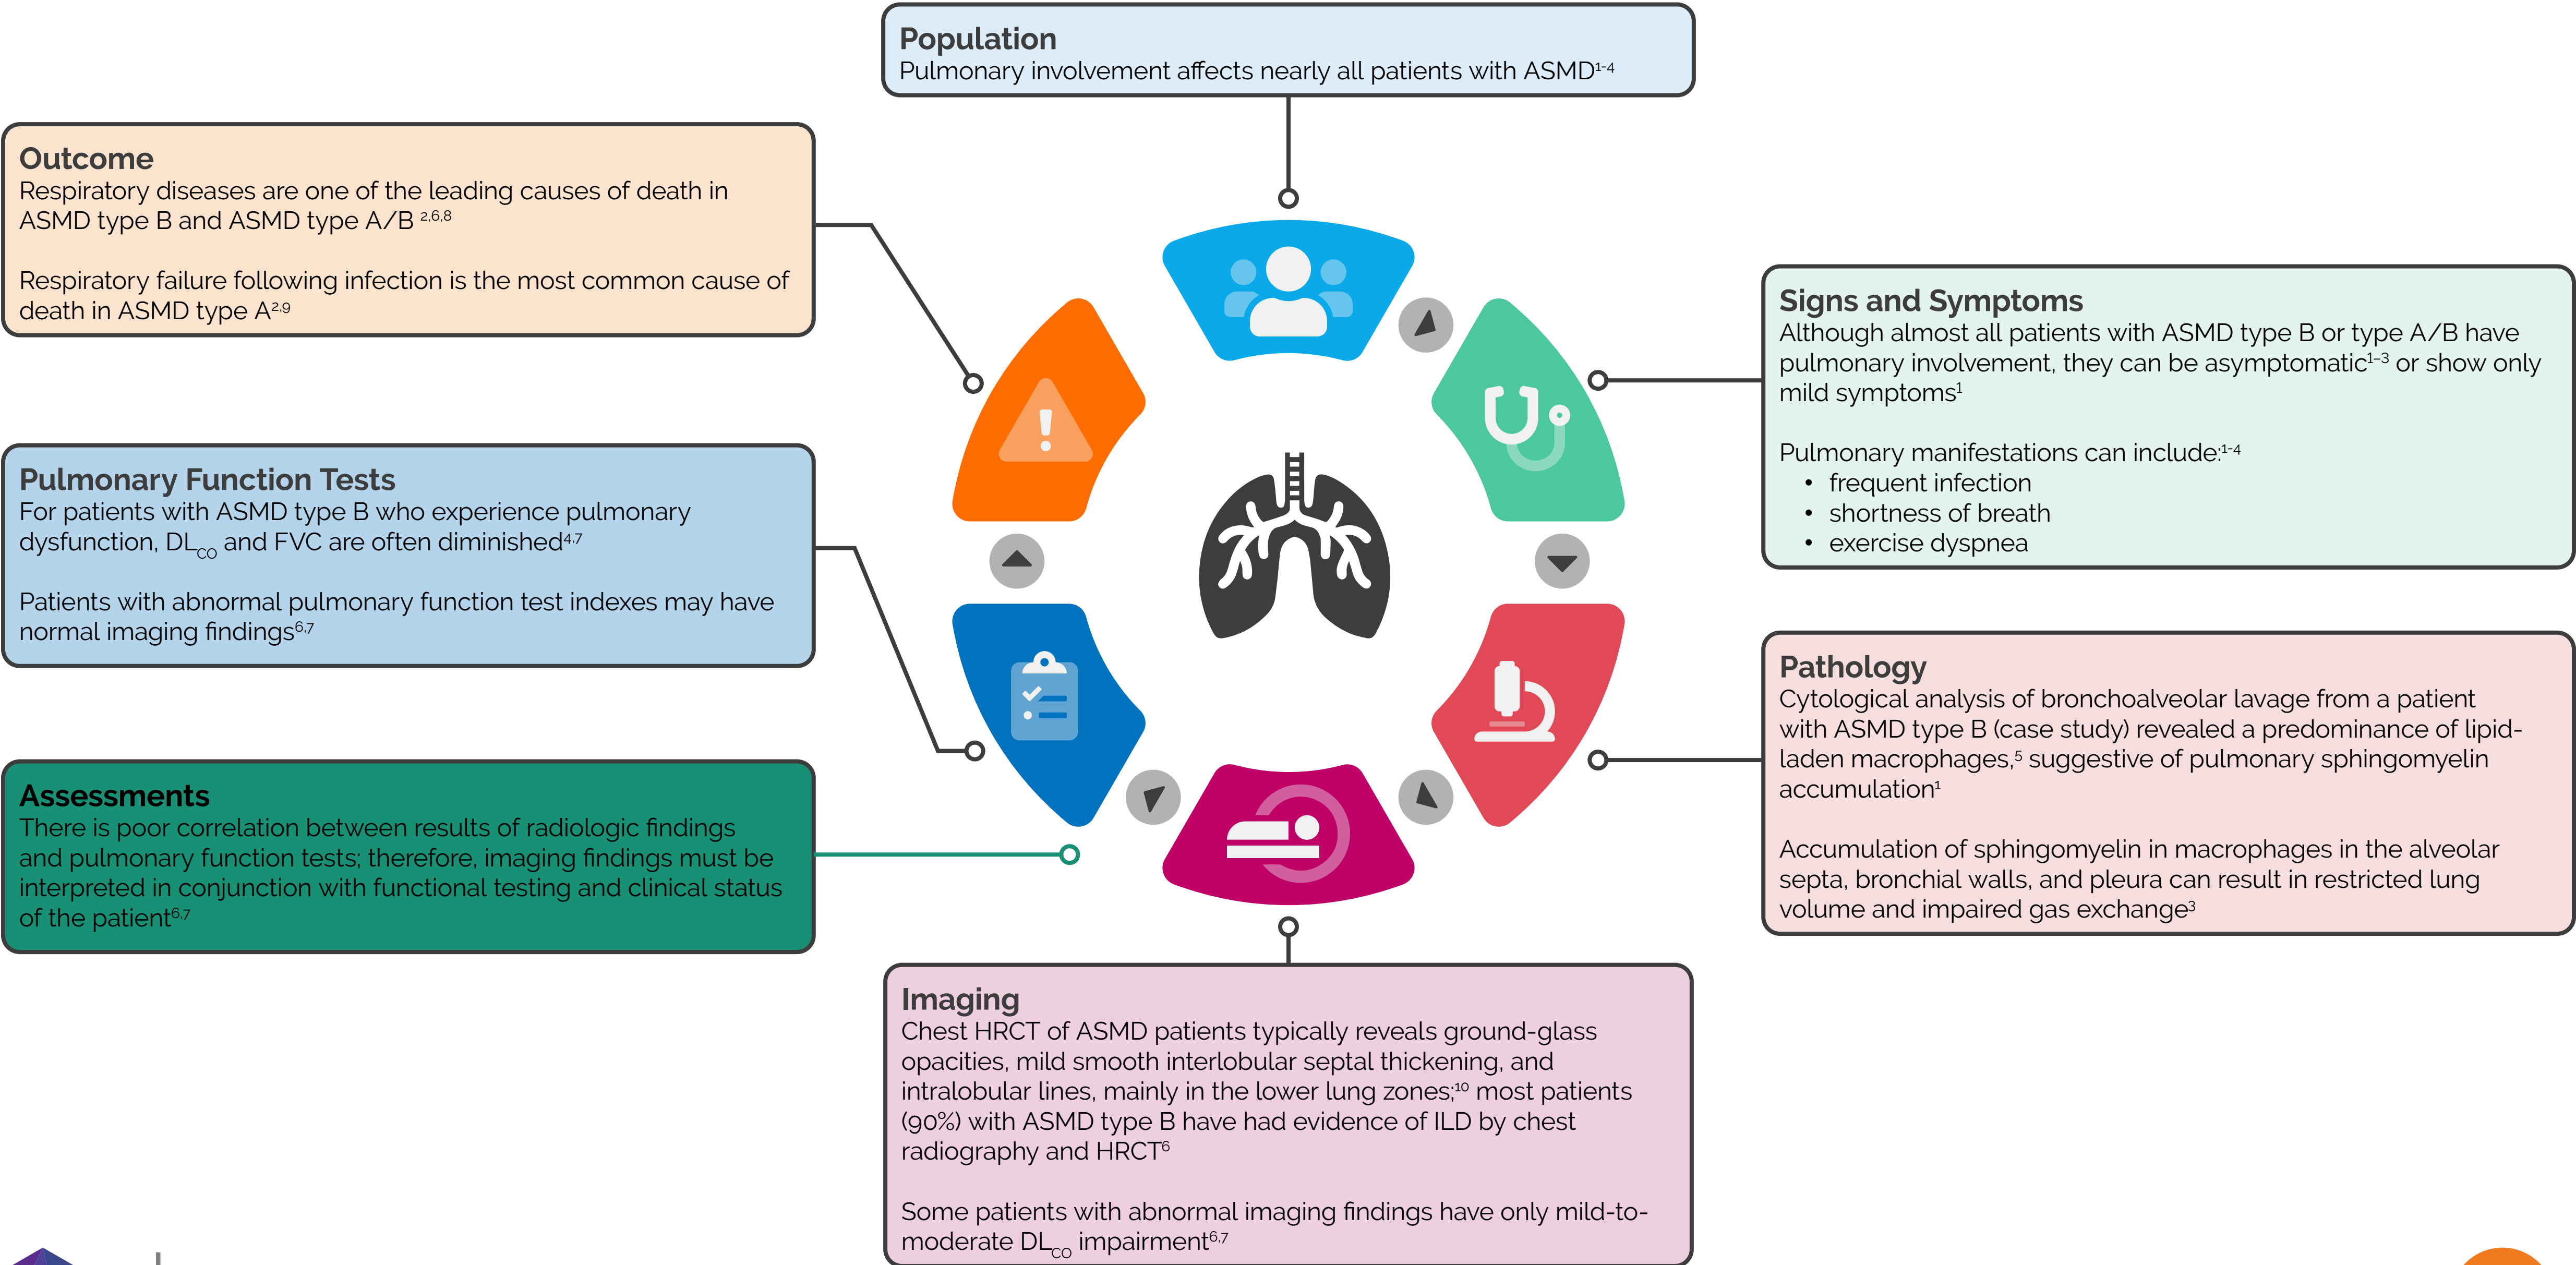 Population
Pulmonary involvement affects nearly all patients with ASMD¹⁻⁴
Outcome
Respiratory diseases are one of the leading causes of death in
ASMD type B and ASMD type A/B ²,⁶,⁸
Respiratory failure following infection is the most common cause of
death in ASMD type A²,⁹
Signs and Symptoms
Although almost all patients with ASMD type B or type A/B have
pulmonary involvement, they can be asymptomatic¹⁻³ or show only
mild symptoms¹
Pulmonary manifestations can include:¹⁻⁴
• frequent infection
• shortness of breath
• exercise dyspnea
Pulmonary Function Tests
For patients with ASMD type B who experience pulmonary
dysfunction, DLCO and FVC are often diminished⁴,⁷
Patients with abnormal pulmonary function test indexes may have
normal imaging findings⁶,⁷
Pathology
Cytological analysis of bronchoalveolar lavage from a patient
with ASMD type B (case study) revealed a predominance of lipid-
laden macrophages,⁵ suggestive of pulmonary sphingomyelin
accumulation¹
Accumulation of sphingomyelin in macrophages in the alveolar
septa, bronchial walls, and pleura can result in restricted lung
volume and impaired gas exchange³
Assessments
There is poor correlation between results of radiologic findings
and pulmonary function tests; therefore, imaging findings must be
interpreted in conjunction with functional testing and clinical status
of the patient⁶,⁷
Imaging
Chest HRCT of ASMD patients typically reveals ground-glass
opacities, mild smooth interlobular septal thickening, and
intralobular lines, mainly in the lower lung zones;¹⁰ most patients
(90%) with ASMD type B have had evidence of ILD by chest
radiography and HRCT⁶
Some patients with abnormal imaging findings have only mild-to-
moderate DLCO impairment⁶,⁷